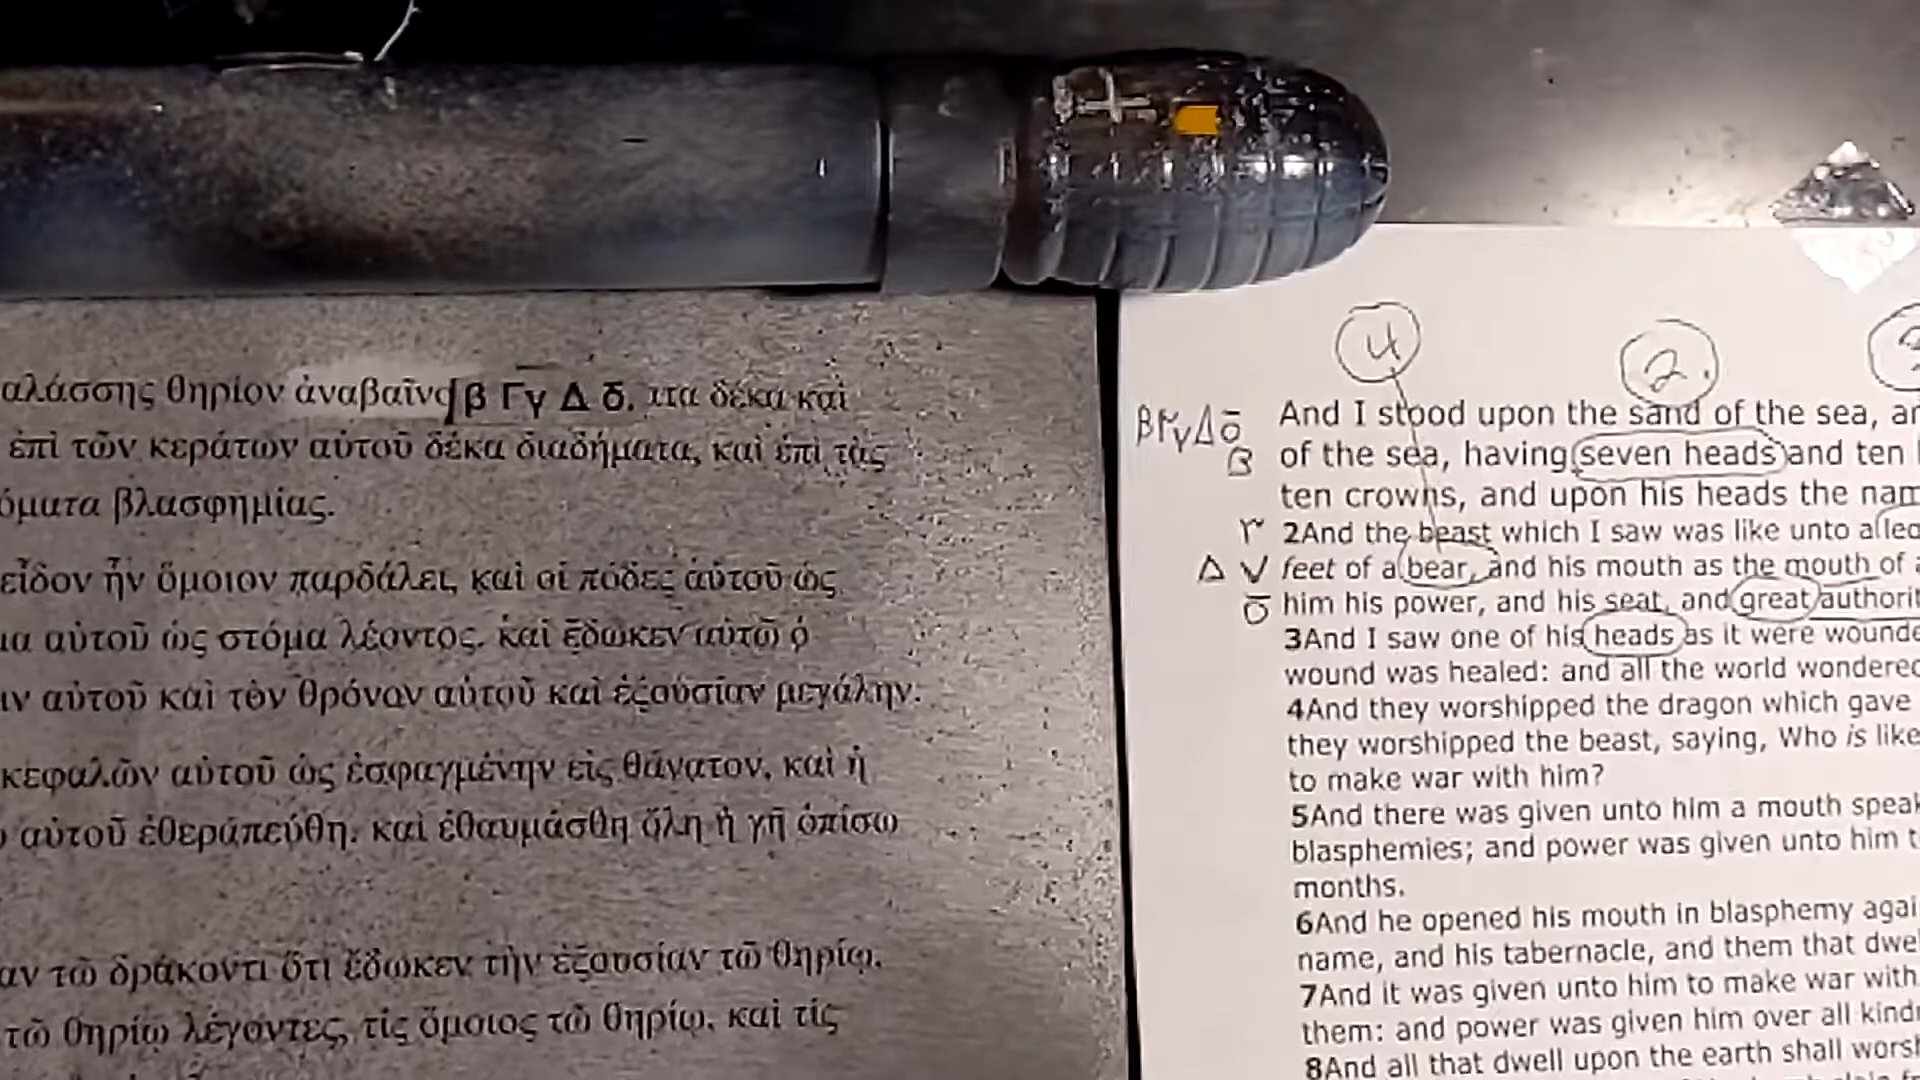 αλάσσης θηρίον ἀναβαῖνο β Γγ Δ δ. ιτα δέκα καὶ
ἐπὶ τῶν κεράτων αὐτοῦ δέκα διαδήματα, καὶ ἐπὶ τὰς
όματα βλασφημίας.
εἶδον ἦν ὅμοιον παρδάλει, καὶ οἱ πόδες αὐτοῦ ὡς
μα αὐτοῦ ὡς στόμα λέοντος. καὶ ἔδωκεν αὐτῷ ὁ
ιν αὐτοῦ καὶ τὸν θρόνον αὐτοῦ καὶ ἐξουσίαν μεγάλην.
κεφαλῶν αὐτοῦ ὡς ἐσφαγμένην εἰς θάνατον, καὶ ἡ
αὐτοῦ ἐθεραπεύθη. καὶ ἐθαυμάσθη ὅλη ἡ γῆ ὀπίσω
αν τῷ δράκοντι ὅτι ἔδωκεν τὴν ἐξουσίαν τῷ θηρίῳ,
τῷ θηρίῳ λέγοντες, τίς ὅμοιος τῷ θηρίῳ, καὶ τίς
4 2.
And I stood upon the sand of the sea, an
of the sea, having seven heads and ten
ten crowns, and upon his heads the nam
2And the beast which I saw was like unto a leo
Δ feet of a bear, and his mouth as the mouth of a
him his power, and his seat, and great authorit
3And I saw one of his heads as it were wounde
wound was healed: and all the world wondered
4And they worshipped the dragon which gave
they worshipped the beast, saying, Who is like
to make war with him?
5And there was given unto him a mouth speak
blasphemies; and power was given unto him t
months.
6And he opened his mouth in blasphemy agai
name, and his tabernacle, and them that dwel
7And it was given unto him to make war with
them: and power was given him over all kindr
8And all that dwell upon the earth shall worsh